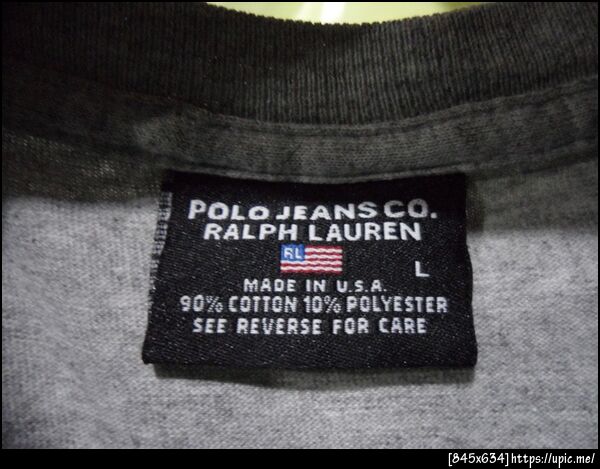 POLO JEANS CO.
RALPH LAUREN
RL
L
MADE IN U.S.A.
90% COTTON 10% POLYESTER
SEE REVERSE FOR CARE
[845x634]https://upic.me/